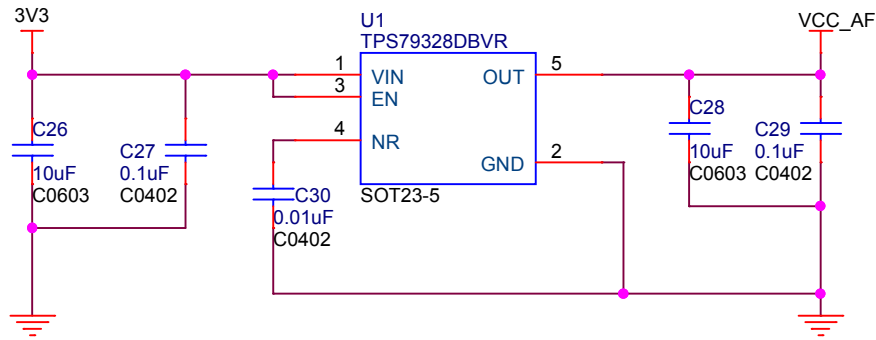 3V3
U1
TPS79328DBVR
VCC_AF
1
VIN
OUT
5
3
EN
C26
10uF
C0603
C27
0.1uF
C0402
4
NR
2
GND
C28
10uF
C0603
C29
0.1uF
C0402
SOT23-5
C30
0.01uF
C0402